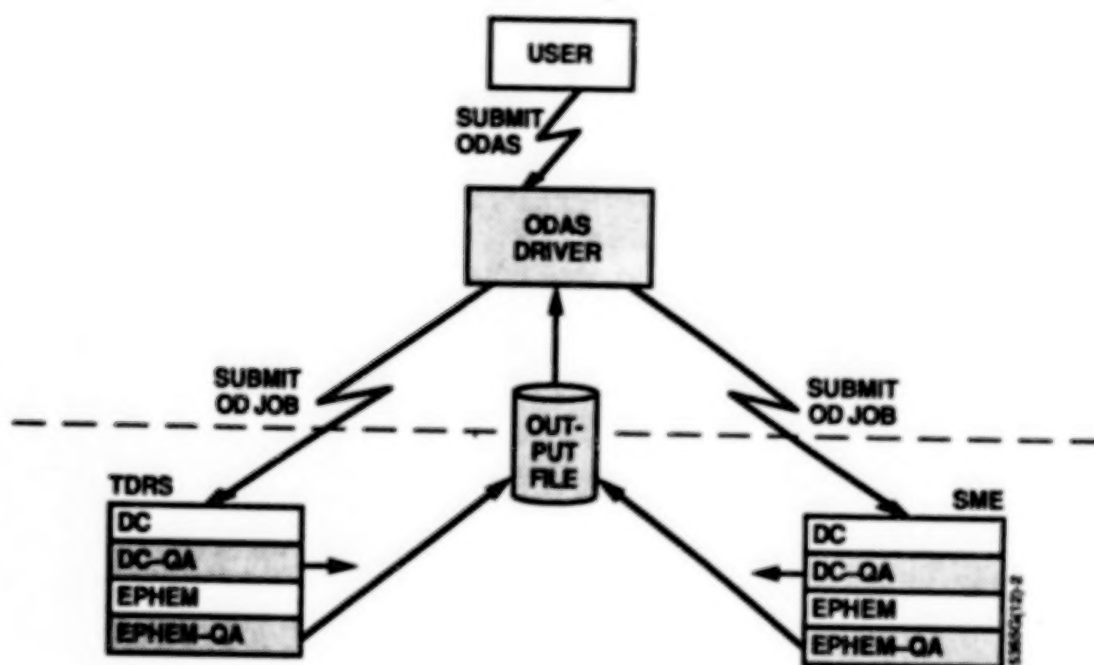 USER
SUBMIT
ODAS
ODAS
DRIVER
SUBMIT
OD JOB
SUBMIT
OD JOB
OUT-
PUT
FILE
TDRS
DC
DC-QA
EPHEM
EPHEM-QA
SME
DC
DC-QA
EPHEM
EPHEM-QA